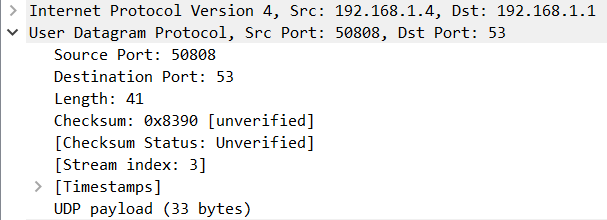 Internet Protocol Version 4, Src: 192.168.1.4, Dst: 192.168.1.1
User Datagram Protocol, Src Port: 50808, Dst Port: 53
Source Port: 50808
Destination Port: 53
Length: 41
Checksum: 0x8390 [unverified]
[Checksum Status: Unverified]
[Stream index: 3]
[Timestamps]
UDP payload (33 bytes)